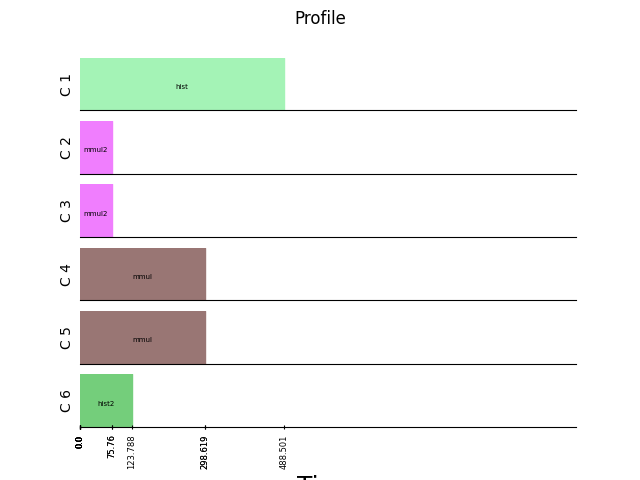 Profile
C 1
hist
C 2
mmul2
C 3
mmul2
C 4
mmul
C 5
mmul
C 6
hist2
0.0
75.76
123.788
298.619
488.501